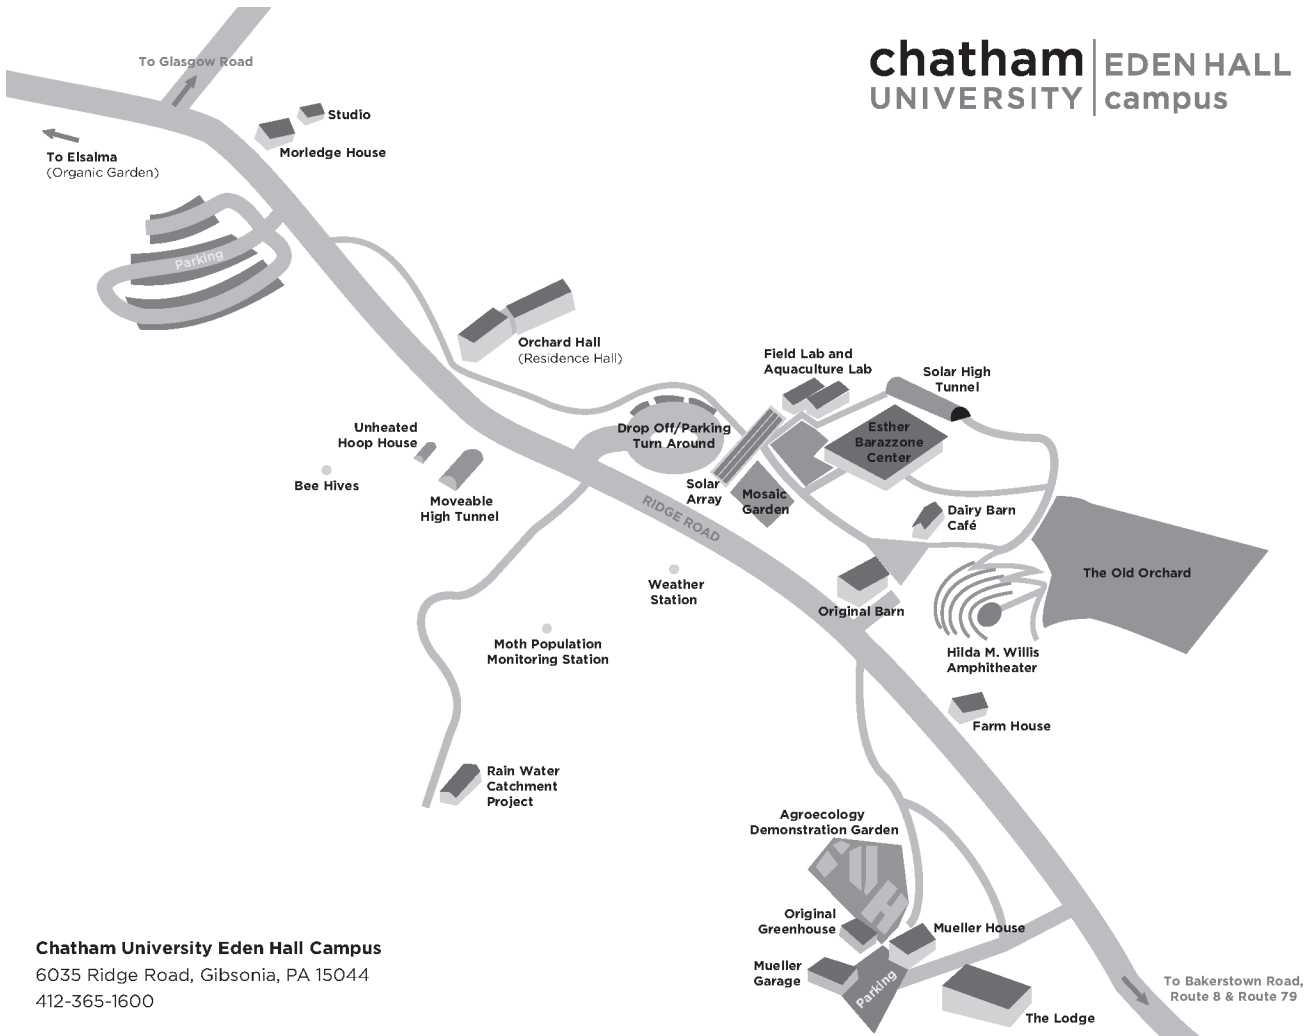 chatham
UNIVERSITY
EDEN HALL
campus
To Glasgow Road
Studio
Morledge House
To Elsalma
(Organic Garden)
Parking
Orchard Hall
(Residence Hall)
Field Lab and
Aquaculture Lab
Solar High
Tunnel
Unheated
Hoop House
Drop Off/Parking
Turn Around
Esther
Barazzone
Center
Bee Hives
Moveable
High Tunnel
Solar
Array
Mosaic
Garden
RIDGE ROAD
Dairy Barn
Café
The Old Orchard
Weather
Station
Original Barn
Moth Population
Monitoring Station
Hilda M. Willis
Amphitheater
Farm House
Rain Water
Catchment
Project
Agroecology
Demonstration Garden
Original
Greenhouse
Mueller House
Mueller
Garage
Parking
The Lodge
To Bakerstown Road,
Route 8 & Route 79
Chatham University Eden Hall Campus
6035 Ridge Road, Gibsonia, PA 15044
412-365-1600